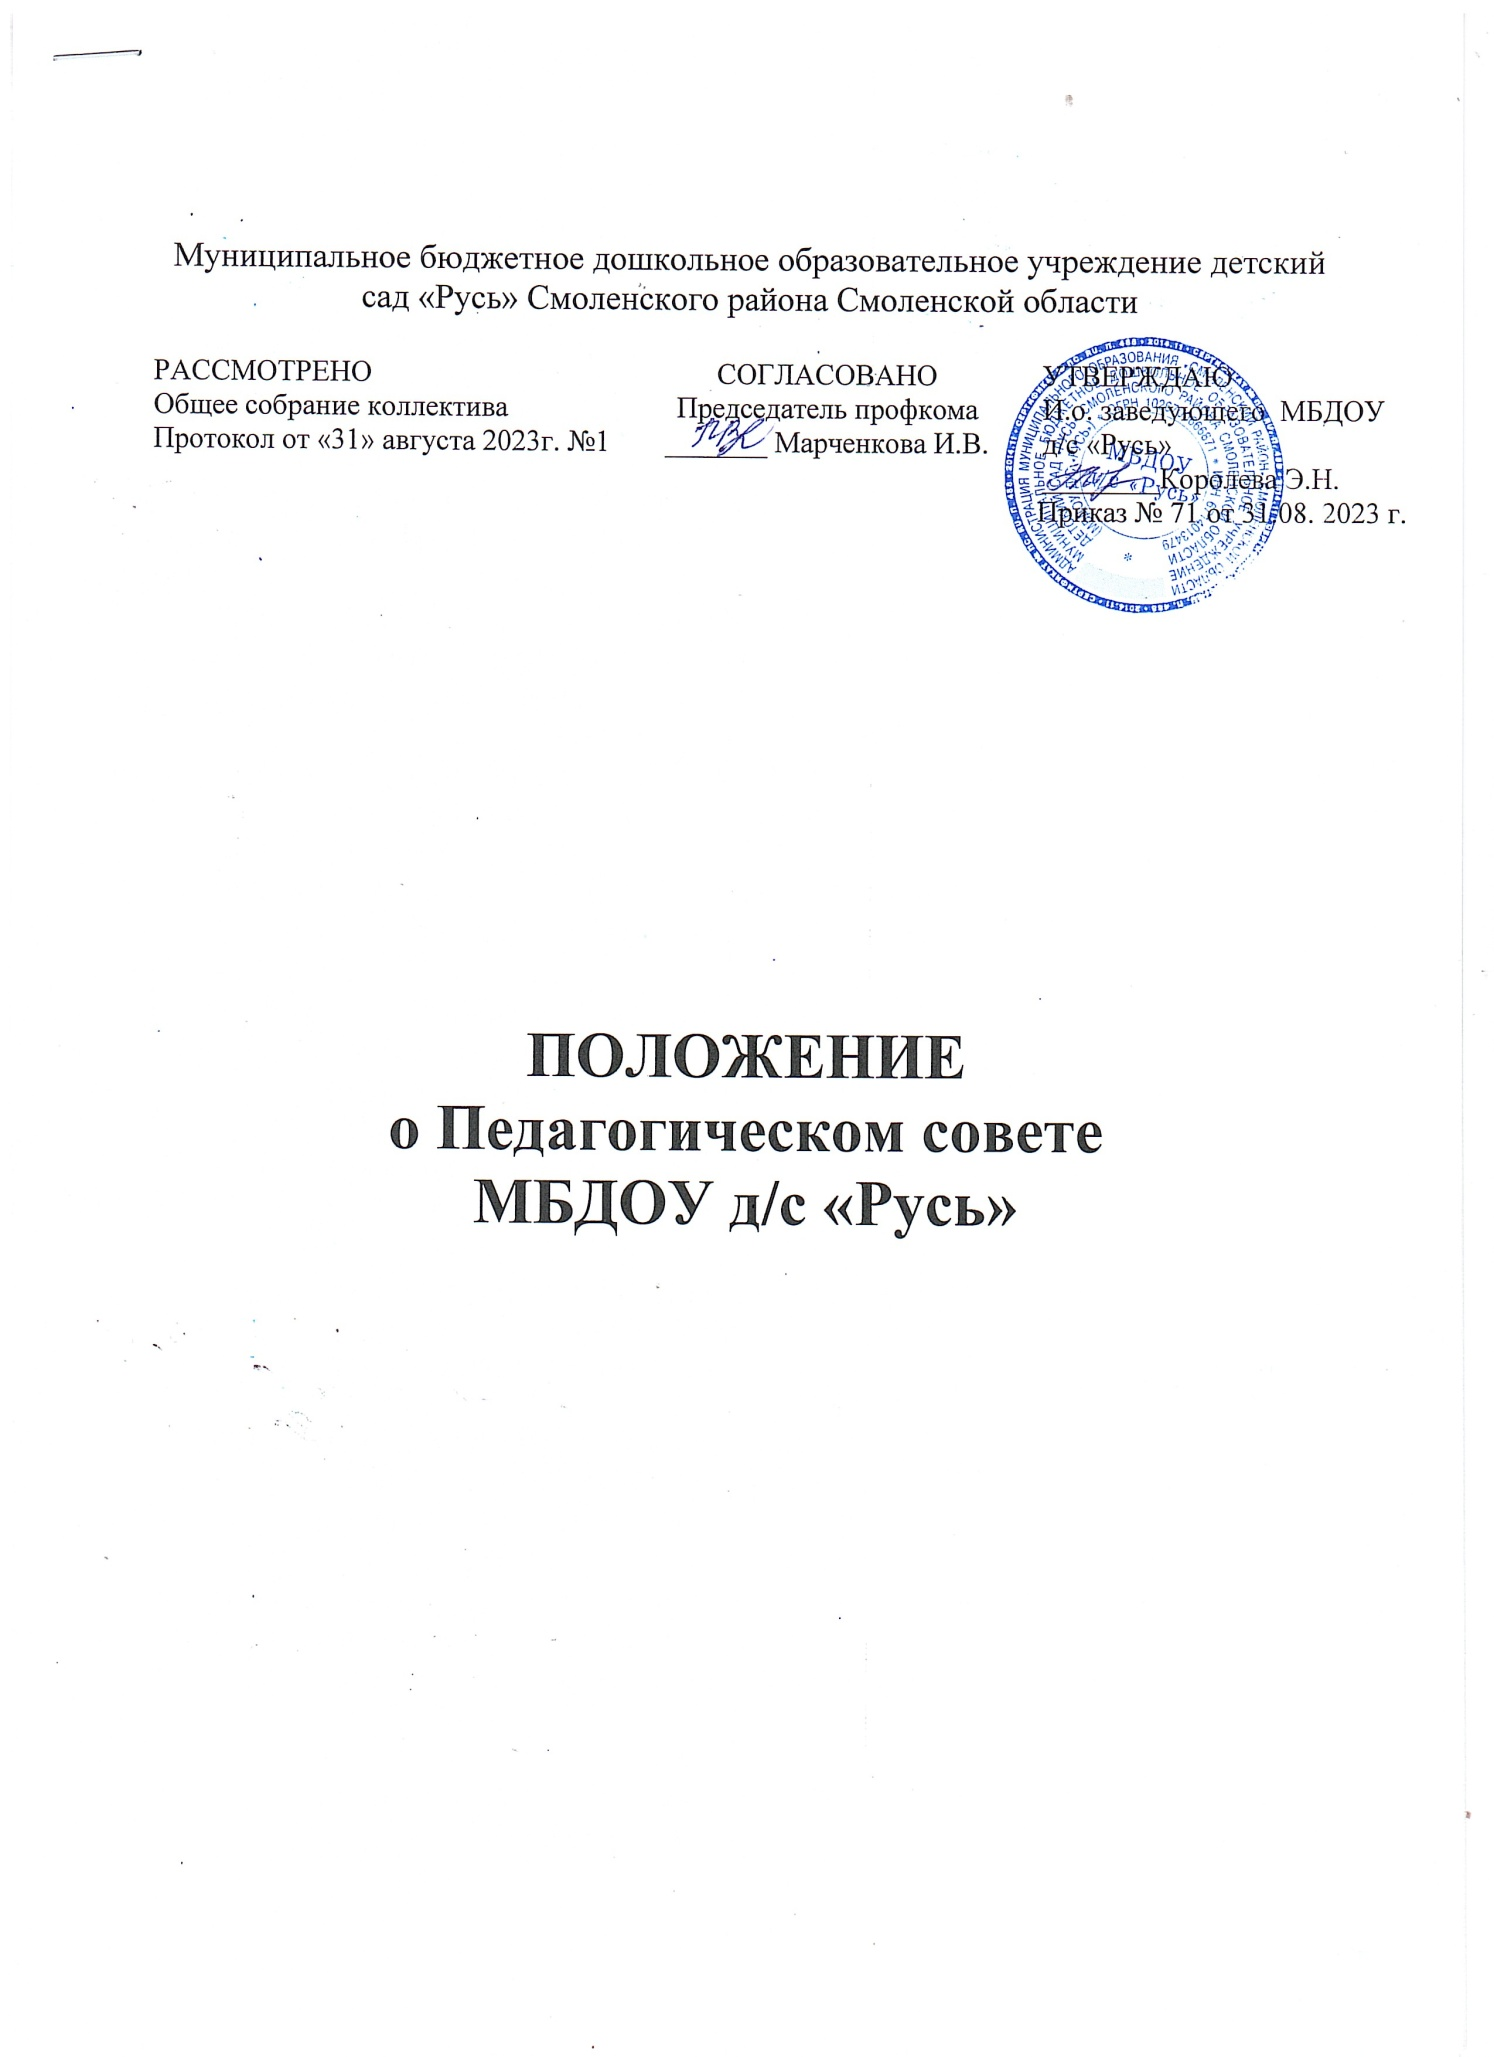 Муниципальное бюджетное дошкольное образовательное учреждение детский
сад «Русь» Смоленского района Смоленской области
РАССМОТРЕНО
Общее собрание коллектива
Протокол от «31» августа 2023г. №1
СОГЛАСОВАНО
Председатель профкома
Марченкова И.В.
УТВЕРЖДАЮ
И.о. заведующего МБДОУ
д/с «Русь»
Королева Э.Н.
Приказ № 71 от 31.08. 2023 г.
МБДОУ
д/с «Русь»
ПОЛОЖЕНИЕ
о Педагогическом совете
МБДОУ д/с «Русь»